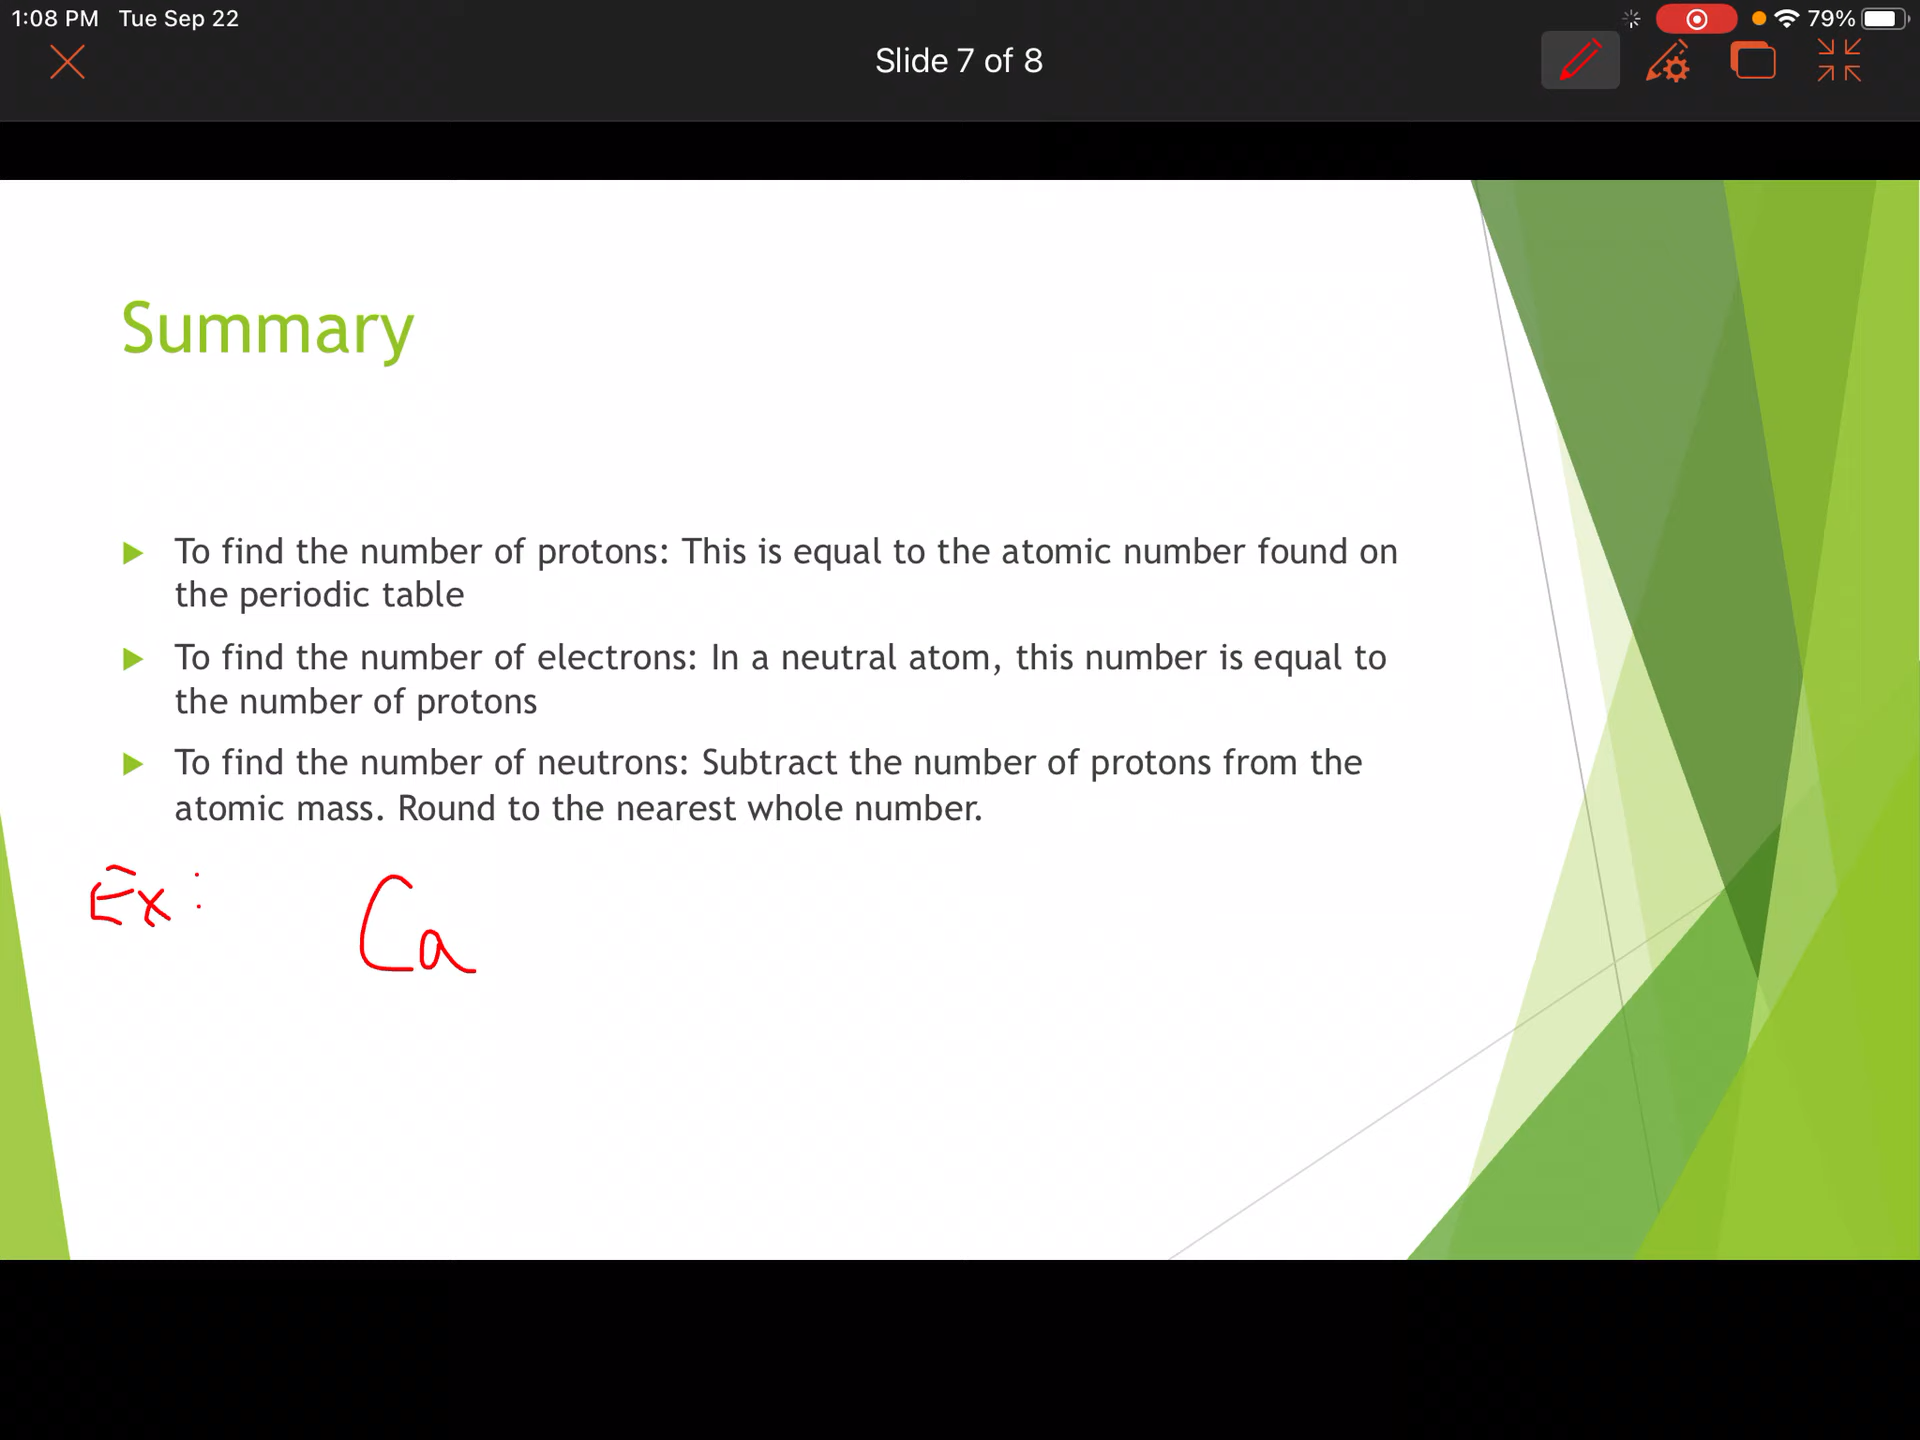 1:08 PM Tue Sep 22
79%
Slide 7 of 8
Summary
To find the number of protons: This is equal to the atomic number found on
the periodic table
To find the number of electrons: In a neutral atom, this number is equal to
the number of protons
To find the number of neutrons: Subtract the number of protons from the
atomic mass. Round to the nearest whole number.
Ex: Ca